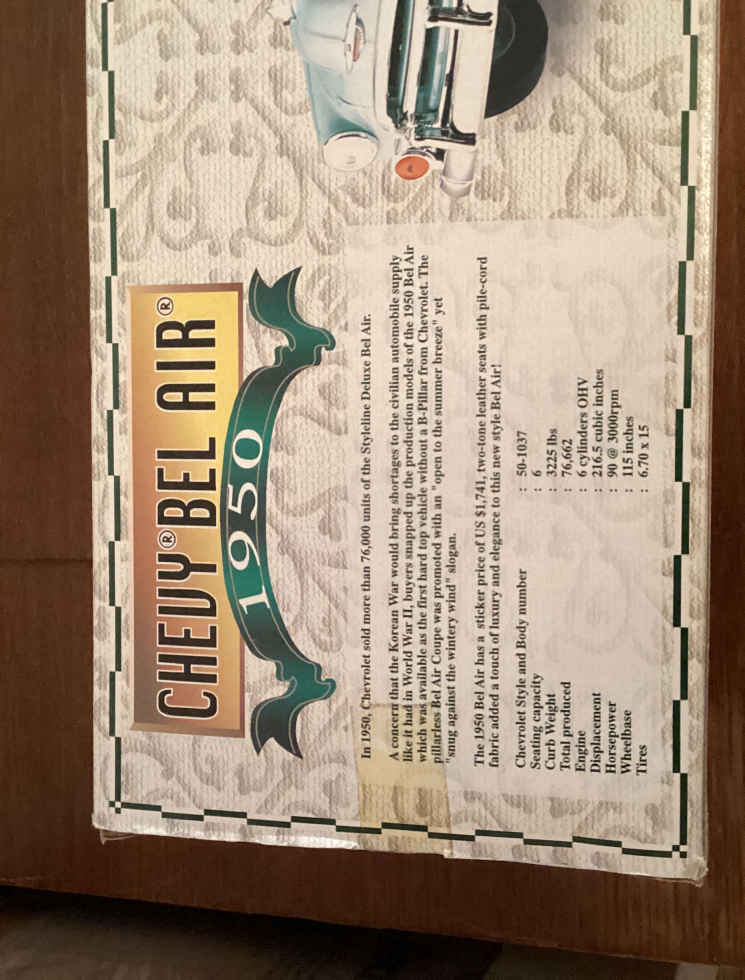 CHEVY® BEL AIR®
1950
In 1950, Chevrolet sold more than 76,000 units of the Styleline Deluxe Bel Air.
A concern that the Korean War would bring shortages to the civilian automobile supply
like it had in World War II, buyers snapped up the production models of the 1950 Bel Air
which was available as the first hard top vehicle without a B-Pillar from Chevrolet. The
pillarless Bel Air Coupe was promoted with an "open to the summer breeze" yet
"snug against the wintery wind" slogan.
The 1950 Bel Air has a sticker price of US $1,741, two-tone leather seats with pile-cord
fabric added a touch of luxury and elegance to this new style Bel Air!
Chevrolet Style and Body number : 50-1037
Seating capacity : 6
Curb Weight : 3225 lbs
Total produced : 76,662
Engine : 6 cylinders OHV
Displacement : 216.5 cubic inches
Horsepower : 90 @ 3000rpm
Wheelbase : 115 inches
Tires : 6.70 x 15